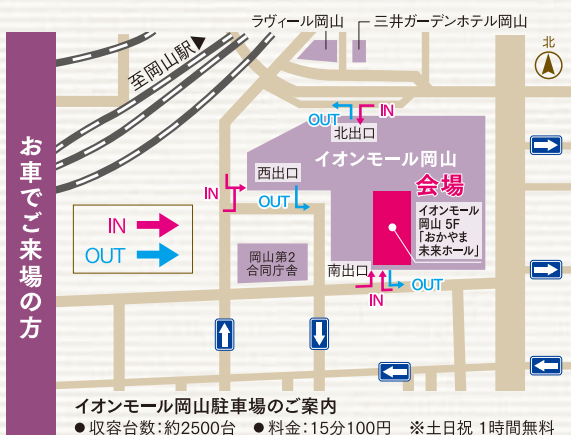 ラヴィール岡山
三井ガーデンホテル岡山
至岡山駅
北
お車でご来場の方
OUT
IN
北出口
イオンモール岡山
西出口
会場
IN
OUT
イオンモール
岡山 5F
「おかやま
未来ホール」
IN
OUT
岡山第2
合同庁舎
南出口
OUT
IN
イオンモール岡山駐車場のご案内
●収容台数:約2500台 ●料金:15分100円 ※土日祝 1時間無料